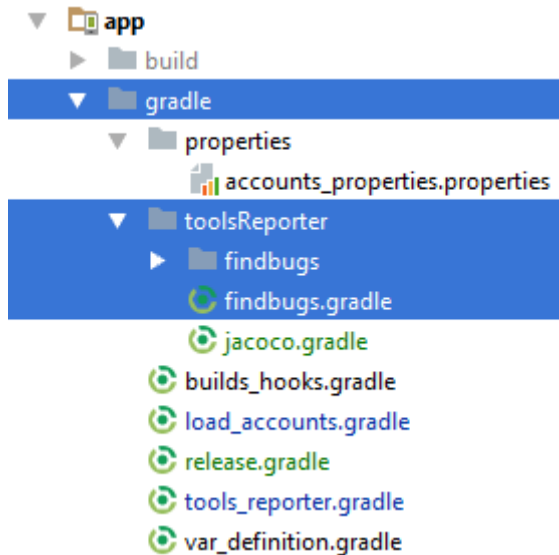 app
build
gradle
properties
accounts_properties.properties
toolsReporter
findbugs
findbugs.gradle
jacoco.gradle
builds_hooks.gradle
load_accounts.gradle
release.gradle
tools_reporter.gradle
var_definition.gradle